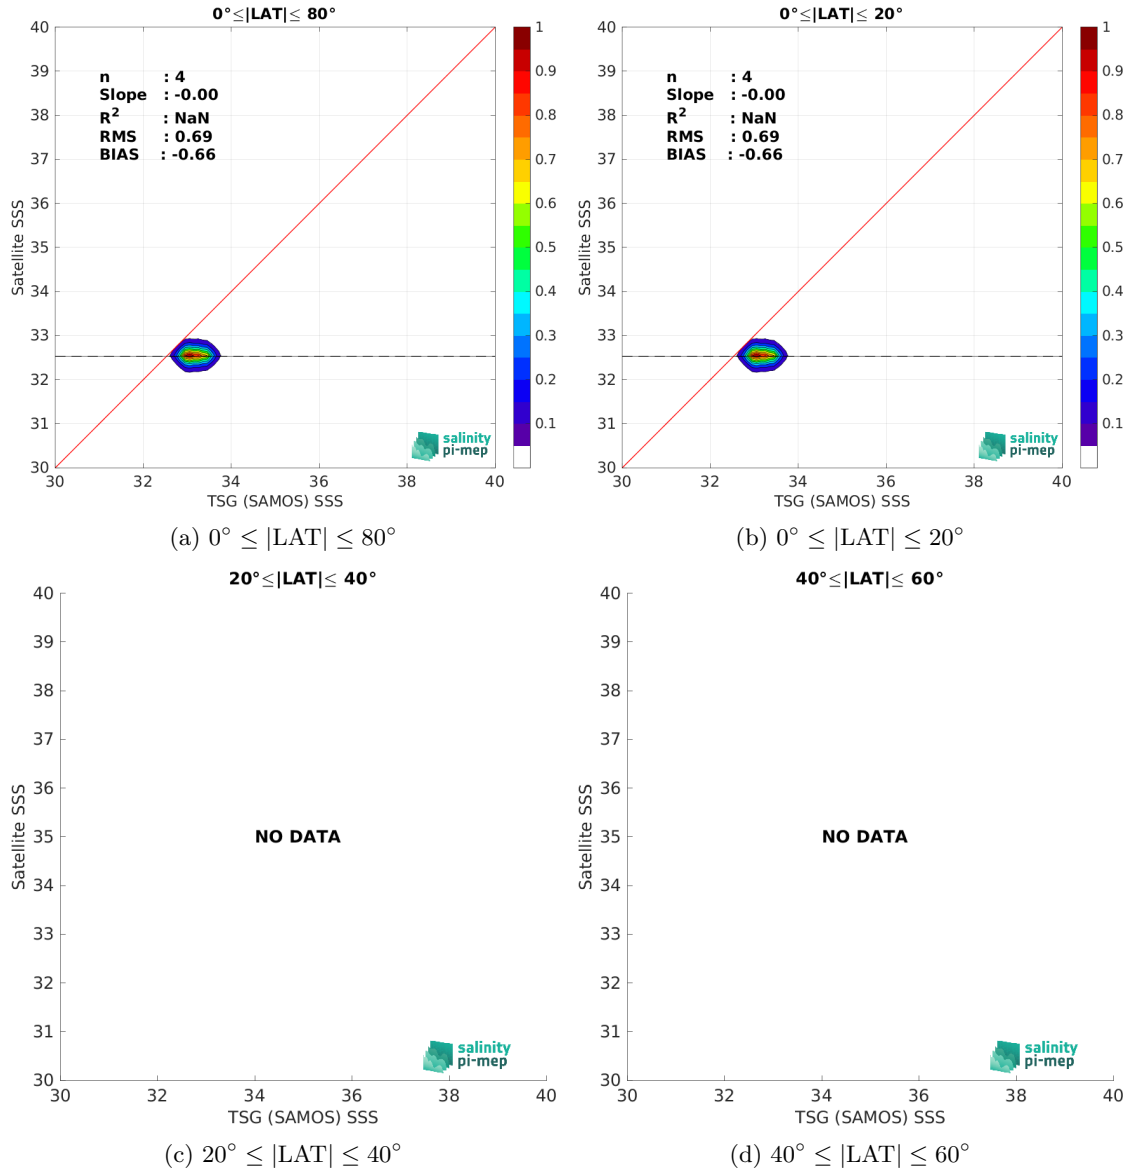 0°≤|LAT|≤ 80°
40
39
38
37
36
35
34
33
32
31
30
Satellite SSS
n : 4
Slope : -0.00
R² : NaN
RMS : 0.69
BIAS : -0.66
salinity
pi-mep
30 32 34 36 38 40
TSG (SAMOS) SSS
1
0.9
0.8
0.7
0.6
0.5
0.4
0.3
0.2
0.1
(a) 0° ≤ |LAT| ≤ 80°
0°≤|LAT|≤ 20°
40
39
38
37
36
35
34
33
32
31
30
Satellite SSS
n : 4
Slope : -0.00
R² : NaN
RMS : 0.69
BIAS : -0.66
salinity
pi-mep
30 32 34 36 38 40
TSG (SAMOS) SSS
1
0.9
0.8
0.7
0.6
0.5
0.4
0.3
0.2
0.1
(b) 0° ≤ |LAT| ≤ 20°
20°≤|LAT|≤ 40°
40
39
38
37
36
35
34
33
32
31
30
Satellite SSS
NO DATA
salinity
pi-mep
30 32 34 36 38 40
TSG (SAMOS) SSS
(c) 20° ≤ |LAT| ≤ 40°
40°≤|LAT|≤ 60°
40
39
38
37
36
35
34
33
32
31
30
Satellite SSS
NO DATA
salinity
pi-mep
30 32 34 36 38 40
TSG (SAMOS) SSS
(d) 40° ≤ |LAT| ≤ 60°